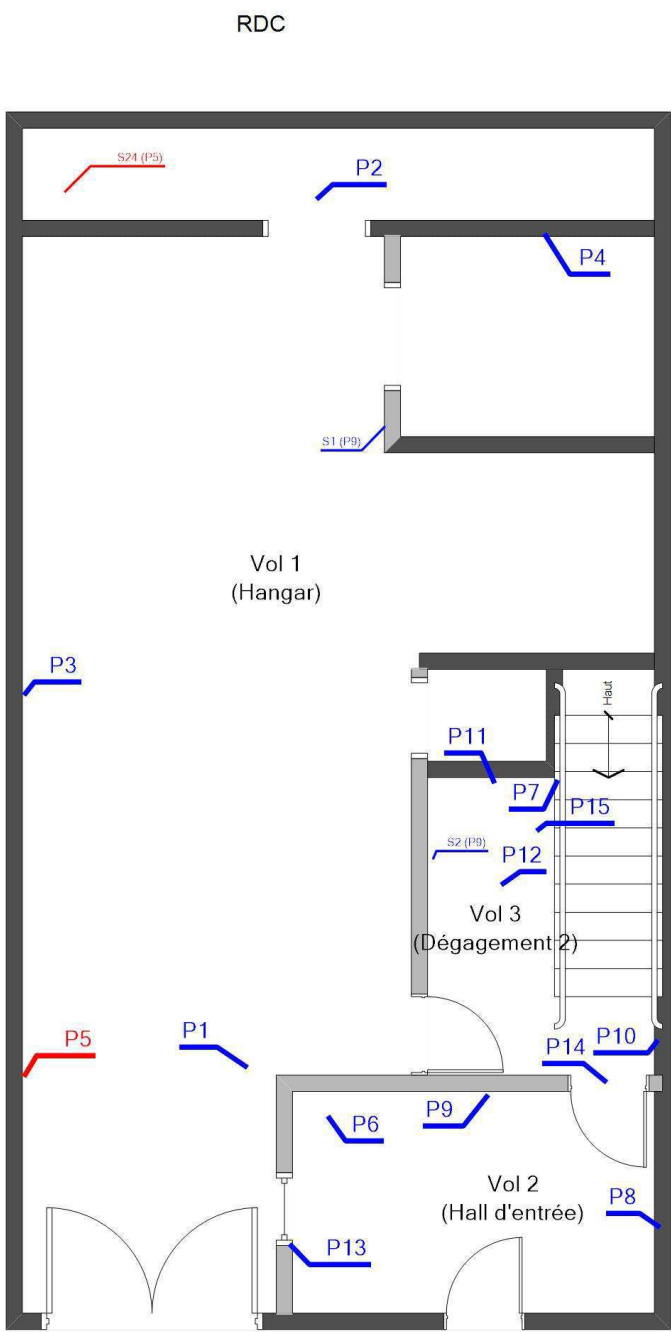 RDC
S24 (P5)
P2
P4
S1 (P9)
Vol 1
(Hangar)
P3
Haut
P11
P7
P15
S2 (P9)
P12
Vol 3
(Dégagement 2)
P5
P1
P10
P14
P9
P6
Vol 2
(Hall d'entrée)
P8
P13